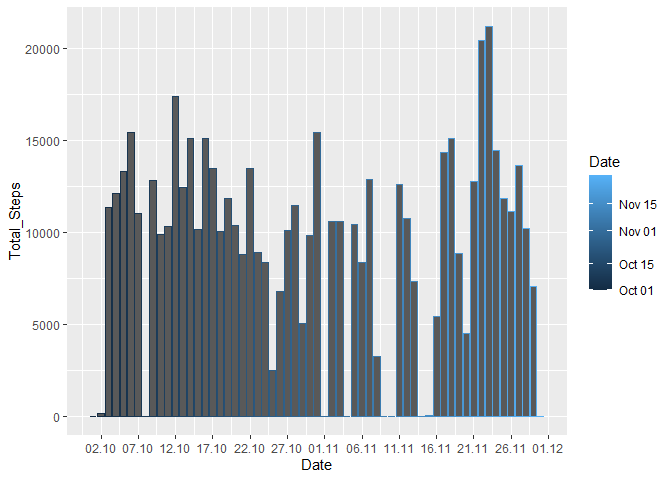 20000
15000
10000
5000
0
Total_Steps
02.10 07.10 12.10 17.10 22.10 27.10 01.11 06.11 11.11 16.11 21.11 26.11 01.12
Date
Date
Nov 15
Nov 01
Oct 15
Oct 01